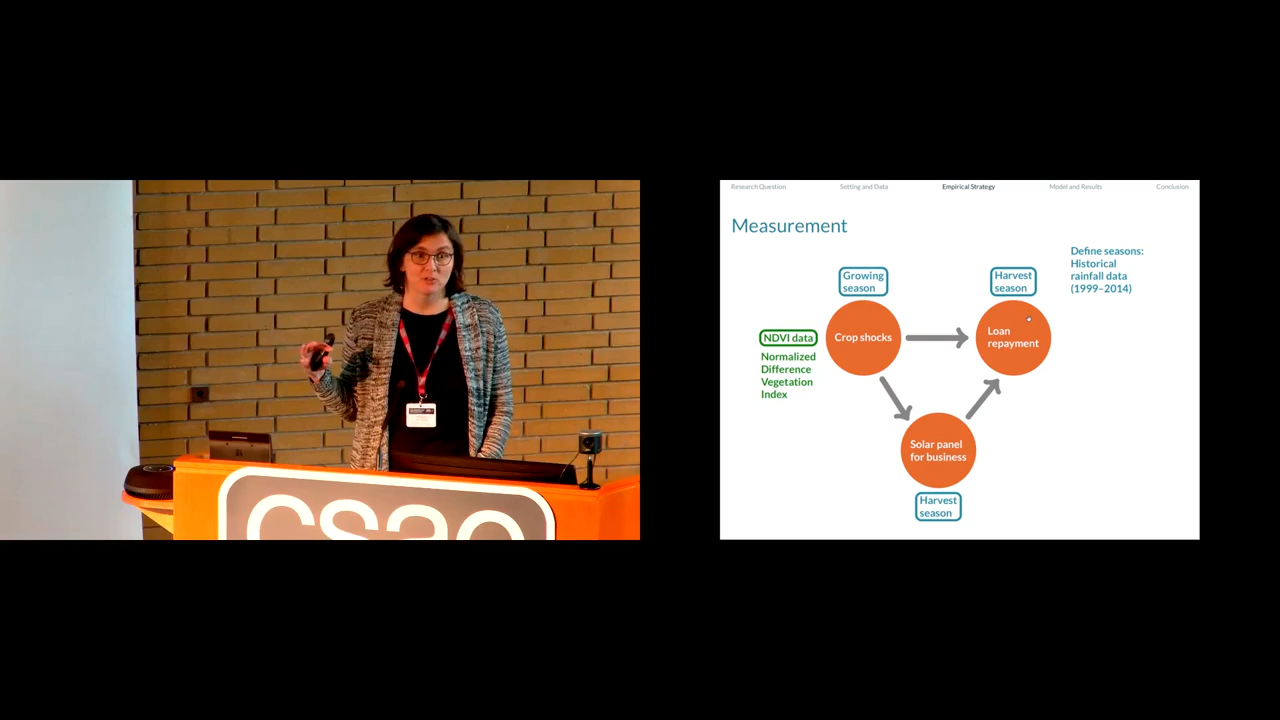 csae
Research Question
Setting and Data
Empirical Strategy
Model and Results
Conclusion
Measurement
Define seasons:
Historical
rainfall data
(1999–2014)
Growing
season
Harvest
season
NDVI data
Normalized
Difference
Vegetation
Index
Crop shocks
Loan
repayment
Solar panel
for business
Harvest
season